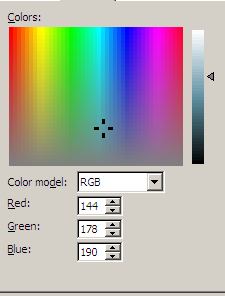 Colors:
Color model: RGB
Red: 144
Green: 178
Blue: 190